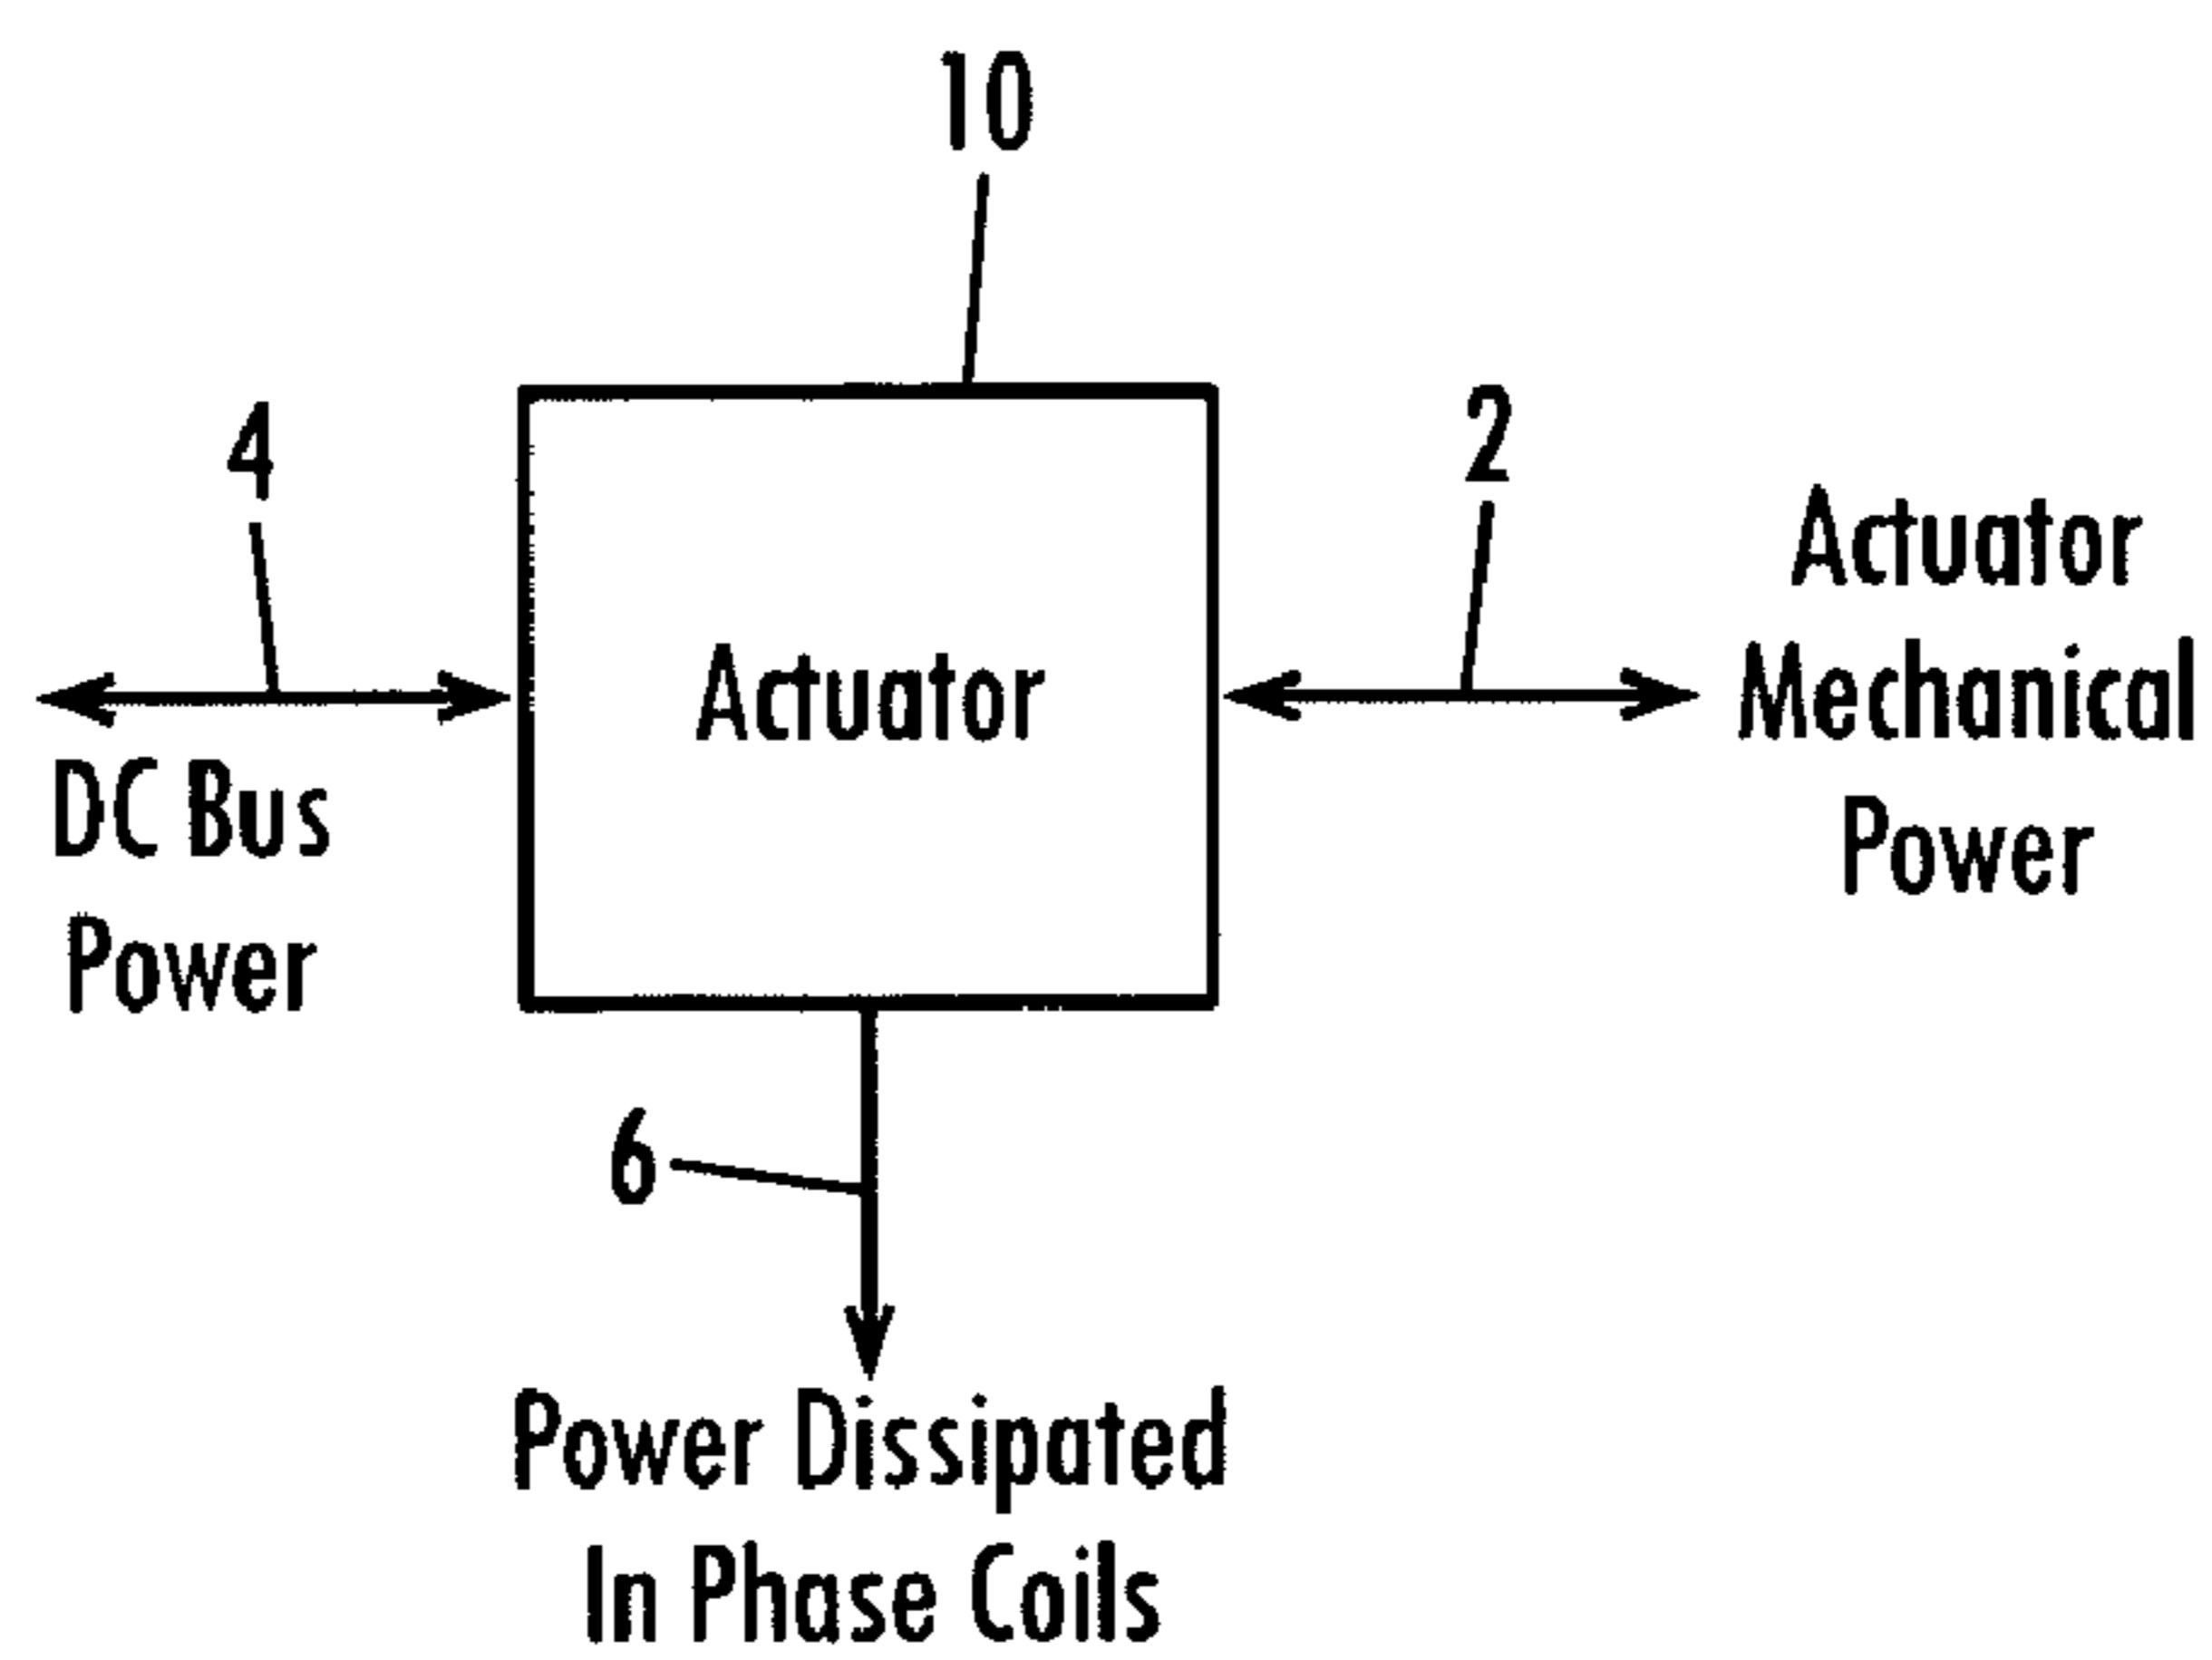 10
4
2
Actuator
Mechanical
Power
Actuator
DC Bus
Power
6
Power Dissipated
In Phase Coils